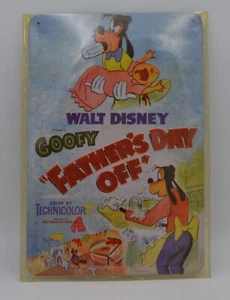 WALT DISNEY
GOOFY
"FATHER'S DAY
OFF"
COLOR BY
TECHNICOLOR